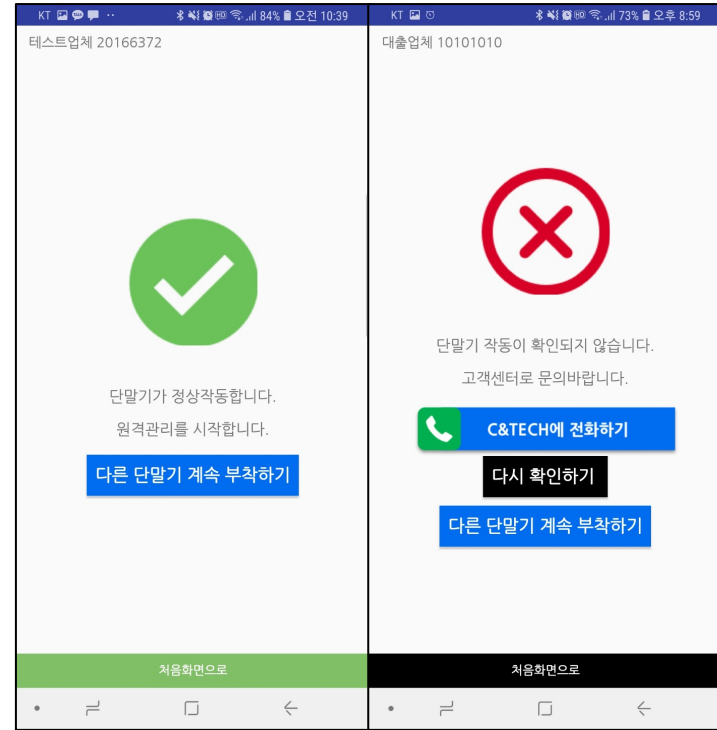 KT 84% 오전 10:39
테스트업체 20166372
단말기가 정상작동합니다.
원격관리를 시작합니다.
다른 단말기 계속 부착하기
처음화면으로
KT 73% 오후 8:59
대출업체 10101010
단말기 작동이 확인되지 않습니다.
고객센터로 문의바랍니다.
C&TECH에 전화하기
다시 확인하기
다른 단말기 계속 부착하기
처음화면으로